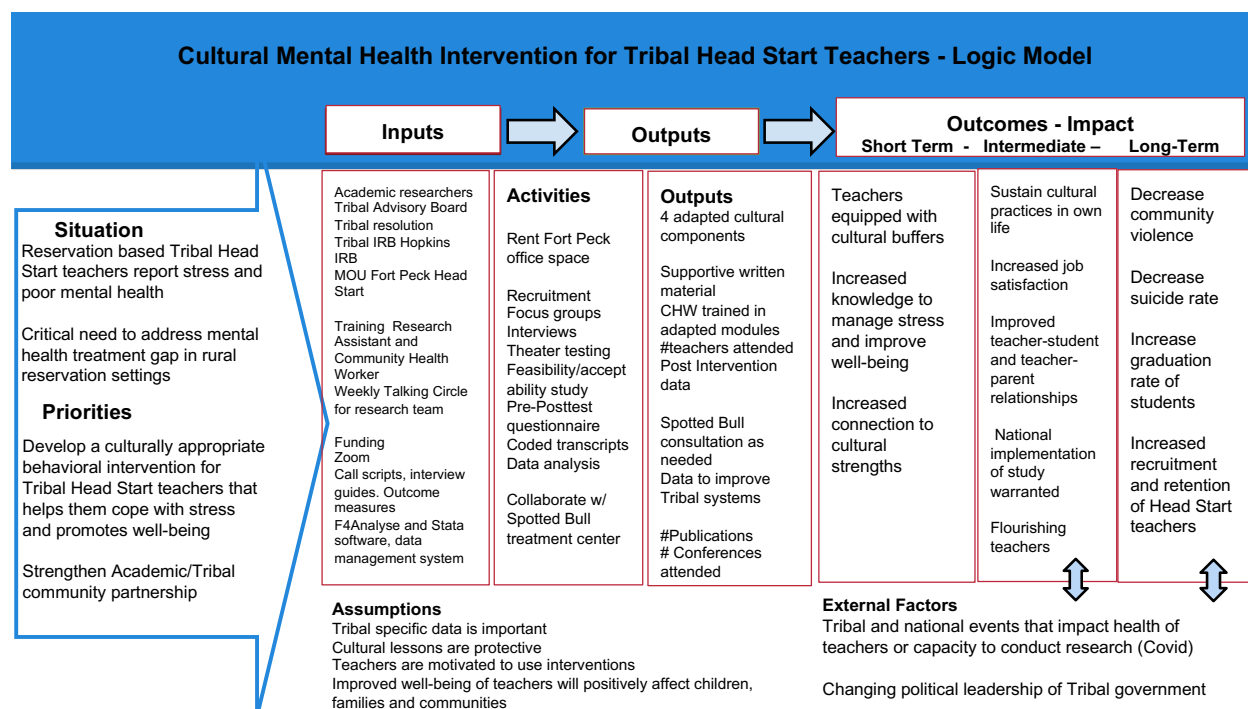 Cultural Mental Health Intervention for Tribal Head Start Teachers - Logic Model
Inputs
Outputs
Outcomes - Impact
Short Term - Intermediate – Long-Term
Situation
Reservation based Tribal Head
Start teachers report stress and
poor mental health
Critical need to address mental
health treatment gap in rural
reservation settings
Priorities
Develop a culturally appropriate
behavioral intervention for
Tribal Head Start teachers that
helps them cope with stress
and promotes well-being
Strengthen Academic/Tribal
community partnership
Academic researchers
Tribal Advisory Board
Tribal resolution
Tribal IRB Hopkins
IRB
MOU Fort Peck Head
Start
Training Research
Assistant and
Community Health
Worker
Weekly Talking Circle
for research team
Funding
Zoom
Call scripts, interview
guides. Outcome
measures
F4Analyse and Stata
software, data
management system
Activities
Rent Fort Peck
office space
Recruitment
Focus groups
Interviews
Theater testing
Feasibility/accept
ability study
Pre-Posttest
questionnaire
Coded transcripts
Data analysis
Collaborate w/
Spotted Bull
treatment center
Outputs
4 adapted cultural
components
Supportive written
material
CHW trained in
adapted modules
#teachers attended
Post Intervention
data
Spotted Bull
consultation as
needed
Data to improve
Tribal systems
#Publications
# Conferences
attended
Teachers
equipped with
cultural buffers
Increased
knowledge to
manage stress
and improve
well-being
Increased
connection to
cultural
strengths
Sustain cultural
practices in own
life
Increased job
satisfaction
Improved
teacher-student
and teacher-
parent
relationships
National
implementation
of study
warranted
Flourishing
teachers
Decrease
community
violence
Decrease
suicide rate
Increase
graduation
rate of
students
Increased
recruitment
and retention
of Head Start
teachers
Assumptions
Tribal specific data is important
Cultural lessons are protective
Teachers are motivated to use interventions
Improved well-being of teachers will positively affect children,
families and communities
External Factors
Tribal and national events that impact health of
teachers or capacity to conduct research (Covid)
Changing political leadership of Tribal government